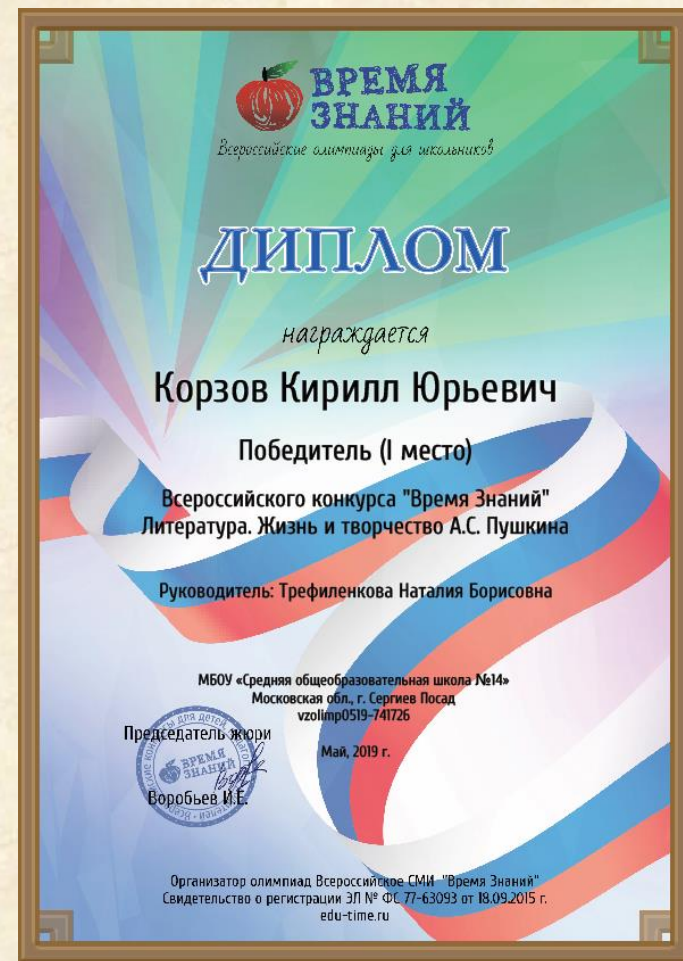 ВРЕМЯ
ЗНАНИЙ
Всероссийские олимпиады для школьников
ДИПЛОМ
награждается
Корзов Кирилл Юрьевич
Победитель (I место)
Всероссийского конкурса "Время Знаний"
Литература. Жизнь и творчество А.С. Пушкина
Руководитель: Трефиленкова Наталия Борисовна
МБОУ «Средняя общеобразовательная школа №14»
Московская обл., г. Сергиев Посад
vzolimp0519-741726
Председатель жюри
Май, 2019 г.
ВРЕМЯ
ЗНАНИЙ
Воробьев И.Е.
Организатор олимпиад Всероссийское СМИ "Время Знаний"
Свидетельство о регистрации ЭЛ № ФС 77-63093 от 18.09.2015 г.
edu-time.ru